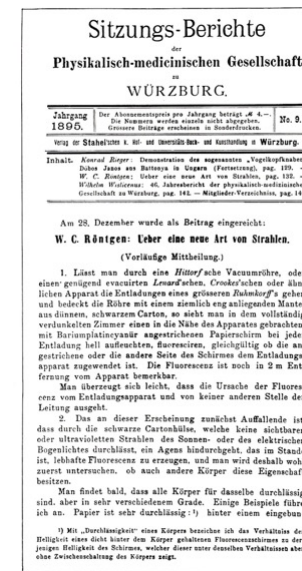 Sitzungs-Berichte
der
Physikalisch-medicinischen Gesellschaft
zu
WÜRZBURG.
Jahrgang
1895.
Der Abonnementspreis pro Jahrgang beträgt ℳ 4.—.
Die Nummern werden einzeln nicht abgegeben.
Grössere Beiträge erscheinen in Sonderdrucken.
No. 9.
Verlag der Stahel'schen k. Hof- und Universitäts-Buch- und Kunsthandlung in Würzburg.
Inhalt. Konrad Rieger: Demonstration des sogenannten „Vogelkopfknaben“
Döbös Janos aus Battonya in Ungarn (Fortsetzung), pag. 129. —
W. C. Röntgen: Ueber eine neue Art von Strahlen, pag. 132. —
Wilhelm Wislicenus: 46. Jahresbericht der physikalisch-medicinischen
Gesellschaft zu Würzburg, pag. 142. — Mitglieder-Verzeichniss, pag. 14
Am 28. Dezember wurde als Beitrag eingereicht:
W. C. Röntgen: Ueber eine neue Art von Strahlen.
(Vorläufige Mittheilung.)
1. Lässt man durch eine Hittorf'sche Vacuumröhre, oder
einen genügend evacuirten Lenard'schen, Crookes'schen oder ähn-
lichen Apparat die Entladungen eines grösseren Ruhmkorff's gehen
und bedeckt die Röhre mit einem ziemlich eng anliegenden Mantel
aus dünnem, schwarzem Carton, so sieht man in dem vollständig
verdunkelten Zimmer einen in die Nähe des Apparates gebrachten,
mit Bariumplatincyanür angestrichenen Papierschirm bei jeder
Entladung hell aufleuchten, fluoresciren, gleichgültig ob die an-
gestrichene oder die andere Seite des Schirmes dem Entladungs-
apparat zugewendet ist. Die Fluorescenz ist noch in 2 m Ent-
fernung vom Apparat bemerkbar.
Man überzeugt sich leicht, dass die Ursache der Fluores-
cenz vom Entladungsapparat und von keiner anderen Stelle der
Leitung ausgeht.
2. Das an dieser Erscheinung zunächst Auffallende ist,
dass durch die schwarze Cartonhülse, welche keine sichtbaren
oder ultravioletten Strahlen des Sonnen- oder des elektrischen
Bogenlichtes durchlässt, ein Agens hindurchgeht, das im Stande
ist, lebhafte Fluorescenz zu erzeugen, und man wird deshalb wohl
zuerst untersuchen, ob auch andere Körper diese Eigenschaft
besitzen.
Man findet bald, dass alle Körper für dasselbe durchlässig
sind, aber in sehr verschiedenem Grade. Einige Beispiele führe
ich an. Papier ist sehr durchlässig: ¹) hinter einem eingebun-
¹) Mit „Durchlässigkeit“ eines Körpers bezeichne ich das Verhältniss der
Helligkeit eines dicht hinter dem Körper gehaltenen Fluorescenzschirmes zu der-
jenigen Helligkeit des Schirmes, welcher dieser unter denselben Verhältnissen aber
ohne Zwischenschaltung des Körpers zeigt.